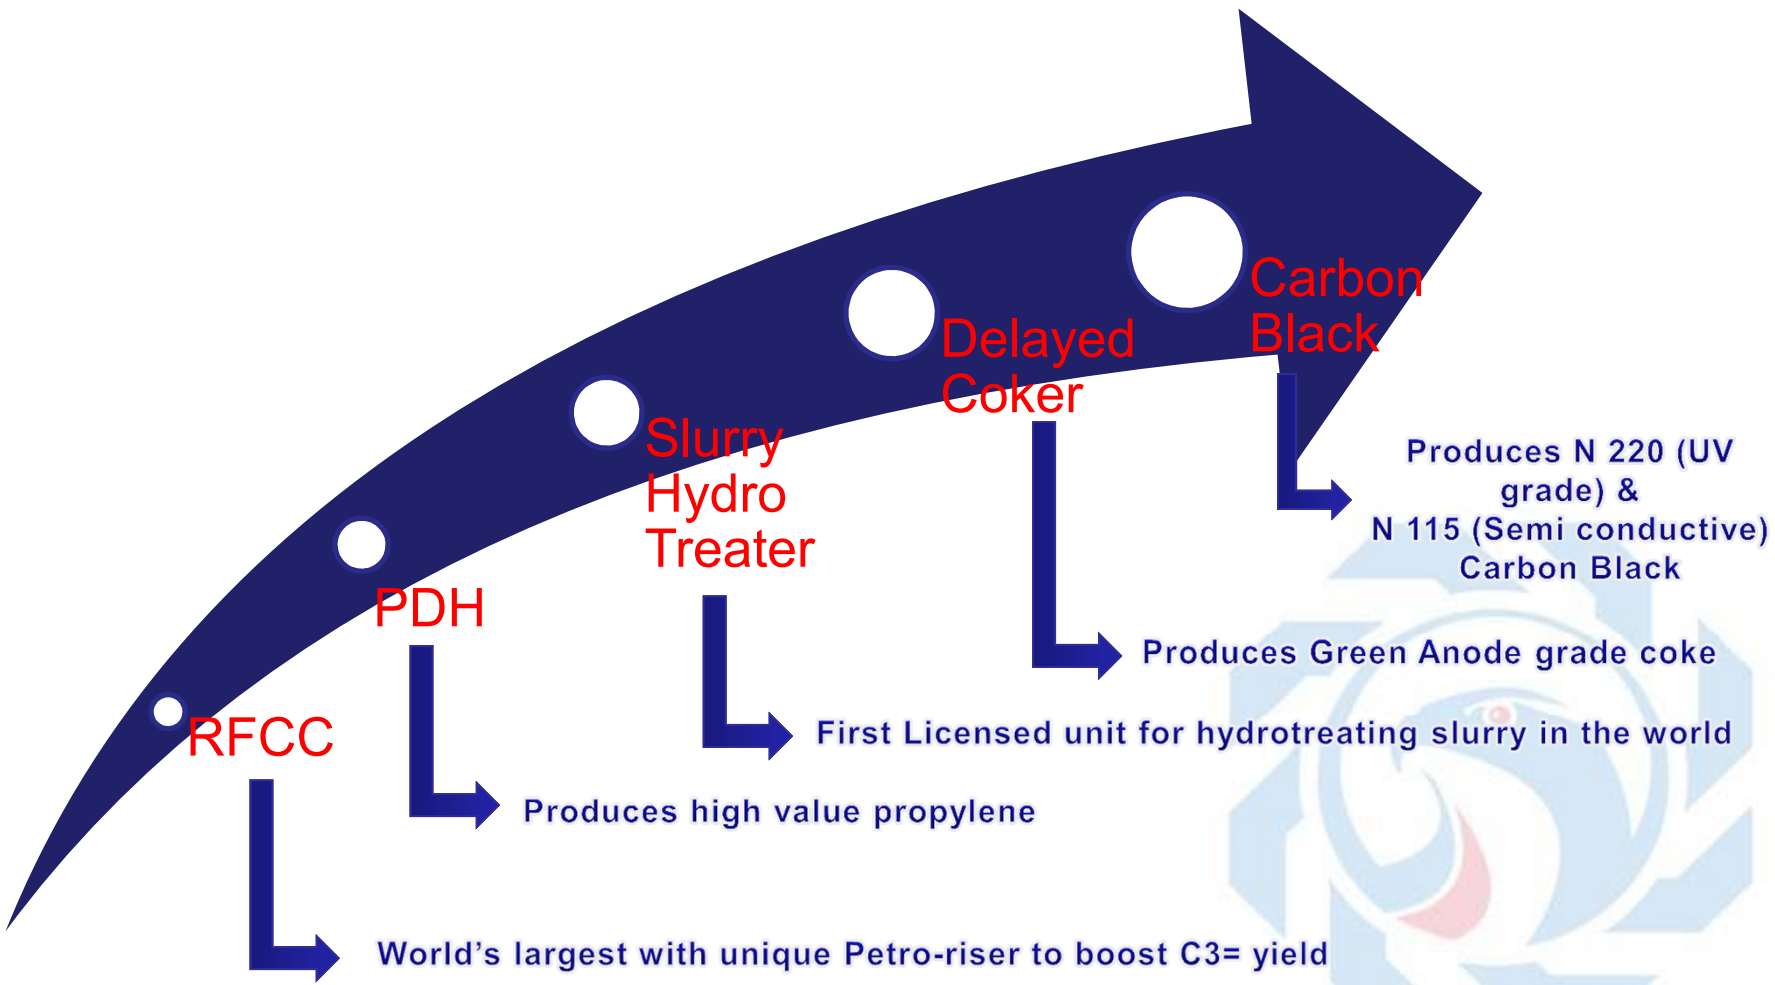 Carbon
Black
Delayed
Coker
Slurry
Hydro
Treater
PDH
RFCC
Produces N 220 (UV
grade) &
N 115 (Semi conductive)
Carbon Black
Produces Green Anode grade coke
First Licensed unit for hydrotreating slurry in the world
Produces high value propylene
World’s largest with unique Petro-riser to boost C3= yield